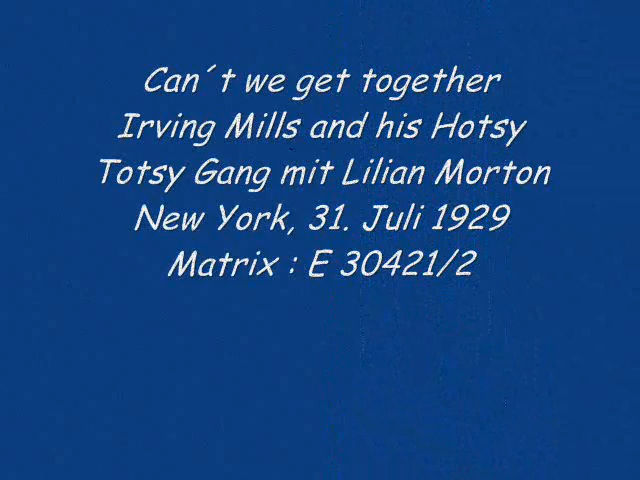 Can´t we get together
Irving Mills and his Hotsy
Totsy Gang mit Lilian Morton
New York, 31. Juli 1929
Matrix : E 30421/2